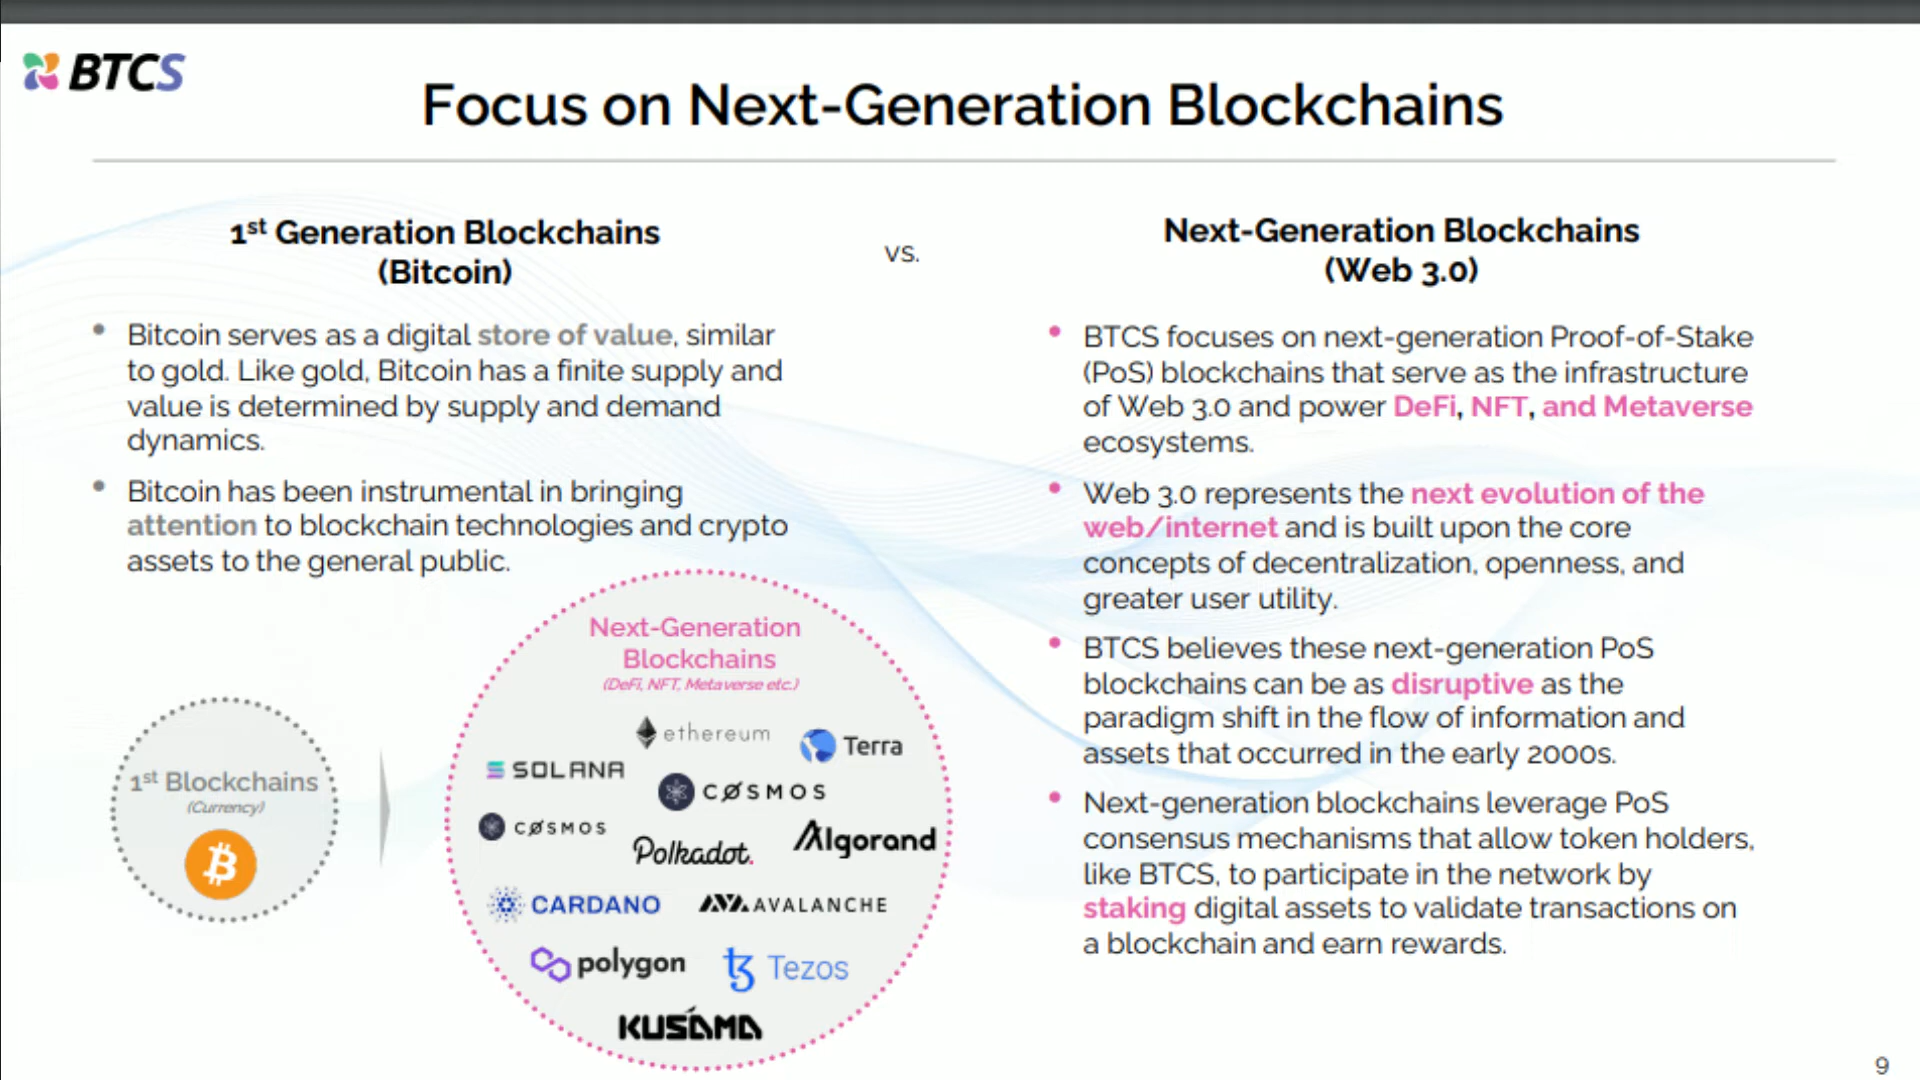 BTCS
Focus on Next-Generation Blockchains
1st Generation Blockchains
(Bitcoin)
vs.
Next-Generation Blockchains
(Web 3.0)
• Bitcoin serves as a digital store of value, similar
to gold. Like gold, Bitcoin has a finite supply and
value is determined by supply and demand
dynamics.
• Bitcoin has been instrumental in bringing
attention to blockchain technologies and crypto
assets to the general public.
1st Blockchains
(Currency)
Next-Generation
Blockchains
(DeFi, NFT, Metaverse etc.)
ethereum
Terra
SOLANA
CØSMOS
CØSMOS
Polkadot.
Algorand
CARDANO
AVALANCHE
polygon
Tezos
KUSAMA
• BTCS focuses on next-generation Proof-of-Stake
(PoS) blockchains that serve as the infrastructure
of Web 3.0 and power DeFi, NFT, and Metaverse
ecosystems.
• Web 3.0 represents the next evolution of the
web/internet and is built upon the core
concepts of decentralization, openness, and
greater user utility.
• BTCS believes these next-generation PoS
blockchains can be as disruptive as the
paradigm shift in the flow of information and
assets that occurred in the early 2000s.
• Next-generation blockchains leverage PoS
consensus mechanisms that allow token holders,
like BTCS, to participate in the network by
staking digital assets to validate transactions on
a blockchain and earn rewards.
9